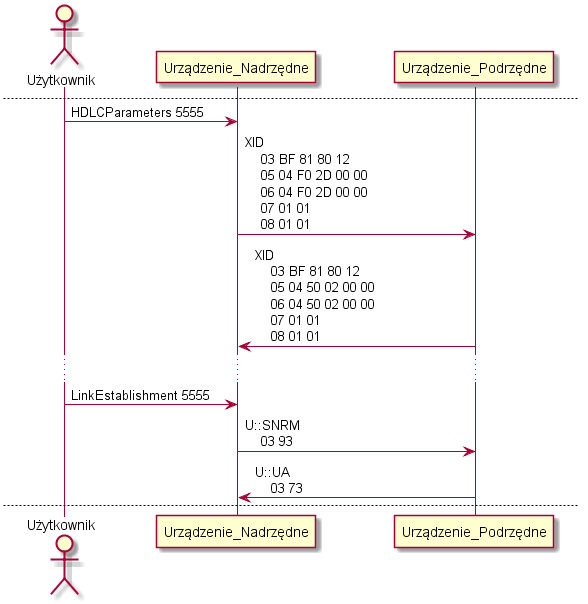 Użytkownik
Urządzenie_Nadrzędne
Urządzenie_Podrzędne
HDLCParameters 5555
XID
03 BF 81 80 12
05 04 F0 2D 00 00
06 04 F0 2D 00 00
07 01 01
08 01 01
XID
03 BF 81 80 12
05 04 50 02 00 00
06 04 50 02 00 00
07 01 01
08 01 01
LinkEstablishment 5555
U::SNRM
03 93
U::UA
03 73
Użytkownik
Urządzenie_Nadrzędne
Urządzenie_Podrzędne